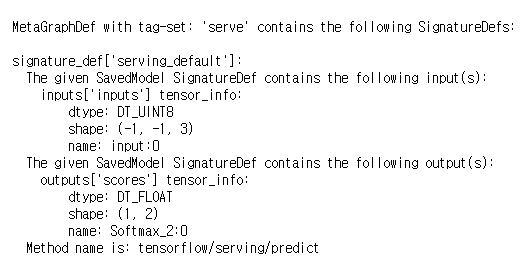 MetaGraphDef with tag-set: 'serve' contains the following SignatureDefs:
signature_def['serving_default']:
The given SavedModel SignatureDef contains the following input(s):
inputs['inputs'] tensor_info:
dtype: DT_UINT8
shape: (-1, -1, 3)
name: input:0
The given SavedModel SignatureDef contains the following output(s):
outputs['scores'] tensor_info:
dtype: DT_FLOAT
shape: (1, 2)
name: Softmax_2:0
Method name is: tensorflow/serving/predict